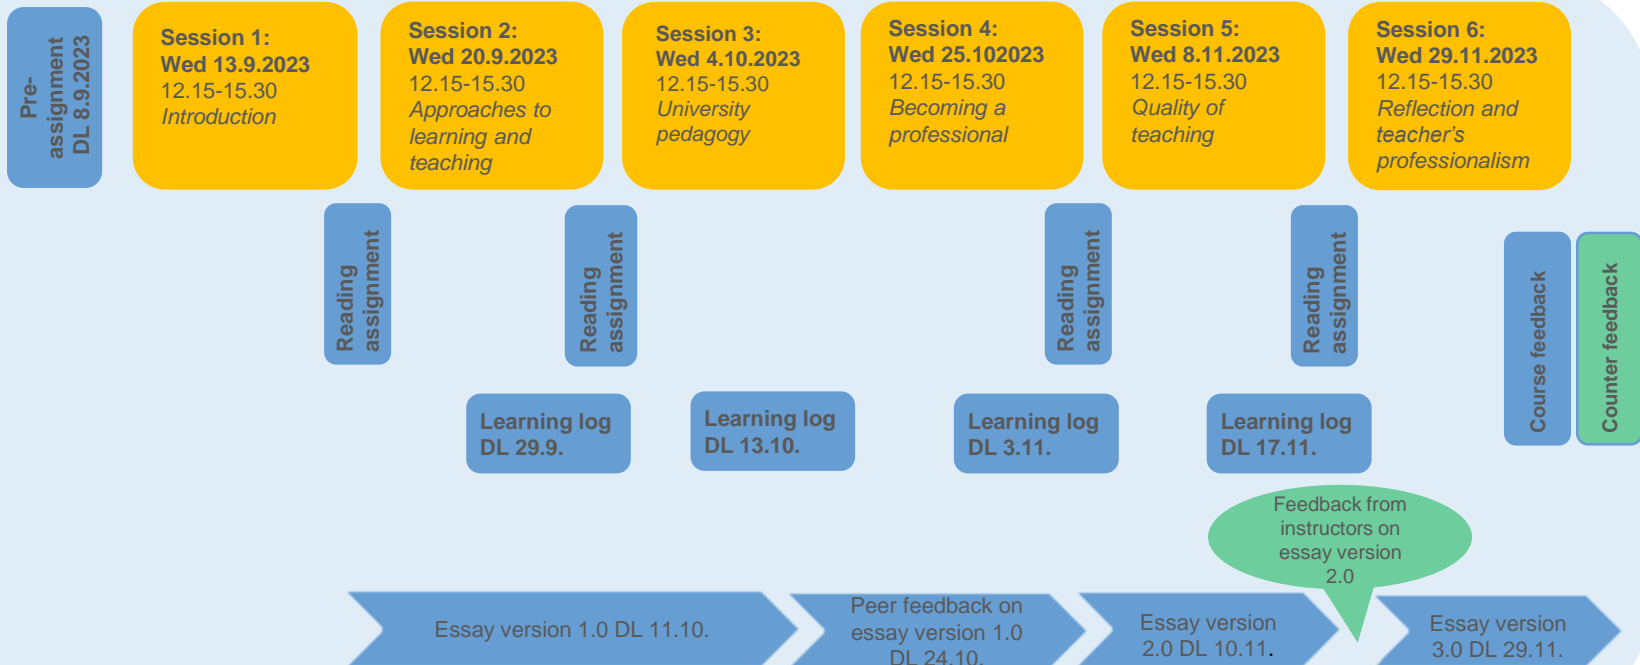 Pre-
assignment
DL 8.9.2023
Session 1:
Wed 13.9.2023
12.15-15.30
Introduction
Session 2:
Wed 20.9.2023
12.15-15.30
Approaches to
learning and
teaching
Session 3:
Wed 4.10.2023
12.15-15.30
University
pedagogy
Session 4:
Wed 25.102023
12.15-15.30
Becoming a
professional
Session 5:
Wed 8.11.2023
12.15-15.30
Quality of
teaching
Session 6:
Wed 29.11.2023
12.15-15.30
Reflection and
teacher's
professionalism
Reading
assignment
Reading
assignment
Reading
assignment
Reading
assignment
Course feedback
Counter feedback
Learning log
DL 29.9.
Learning log
DL 13.10.
Learning log
DL 3.11.
Learning log
DL 17.11.
Feedback from
instructors on
essay version
2.0
Essay version 1.0 DL 11.10.
Peer feedback on
essay version 1.0
DL 24.10.
Essay version
2.0 DL 10.11.
Essay version
3.0 DL 29.11.